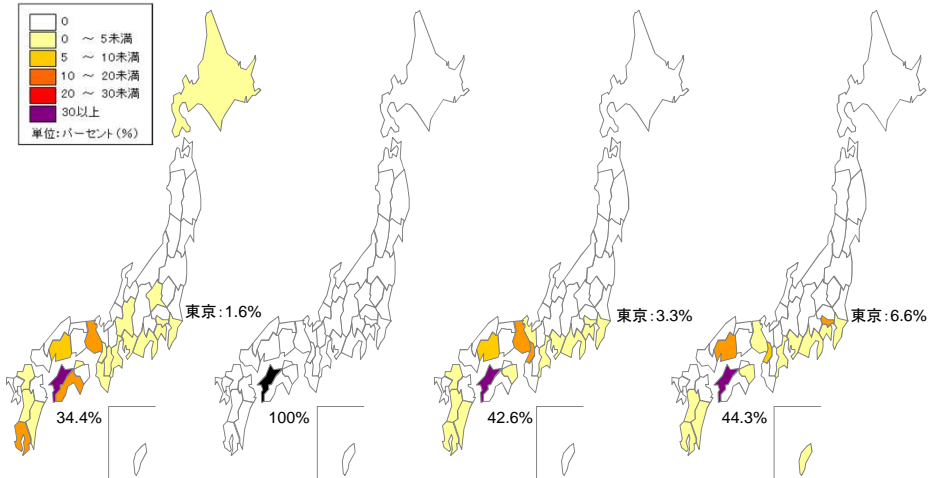 0
0 ～ 5未満
5 ～ 10未満
10 ～ 20未満
20 ～ 30未満
30以上
単位：パーセント（%）
東京：1.6%
東京：3.3%
東京：6.6%
34.4%
100%
42.6%
44.3%